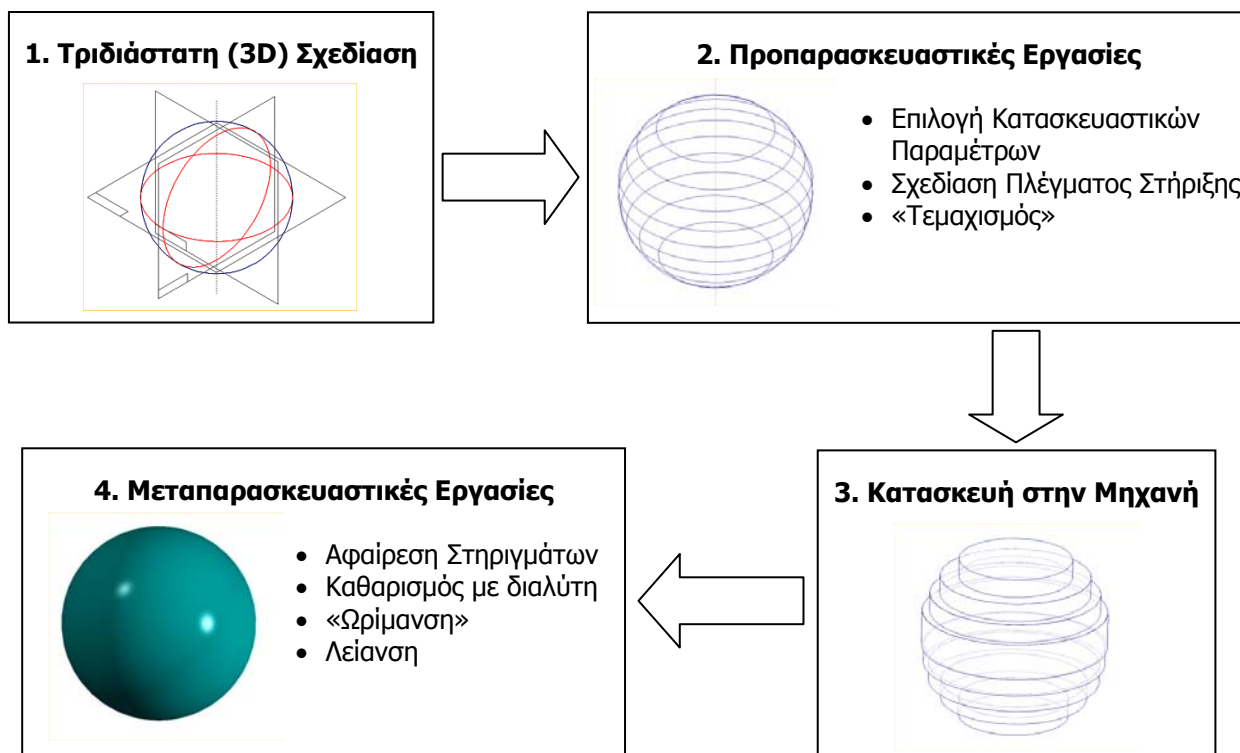 1. Τριδιάστατη (3D) Σχεδίαση
2. Προπαρασκευαστικές Εργασίες
• Επιλογή Κατασκευαστικών
Παραμέτρων
• Σχεδίαση Πλέγματος Στήριξης
• «Τεμαχισμός»
3. Κατασκευή στην Μηχανή
4. Μεταπαρασκευαστικές Εργασίες
• Αφαίρεση Στηριγμάτων
• Καθαρισμός με διαλύτη
• «Ωρίμανση»
• Λείανση